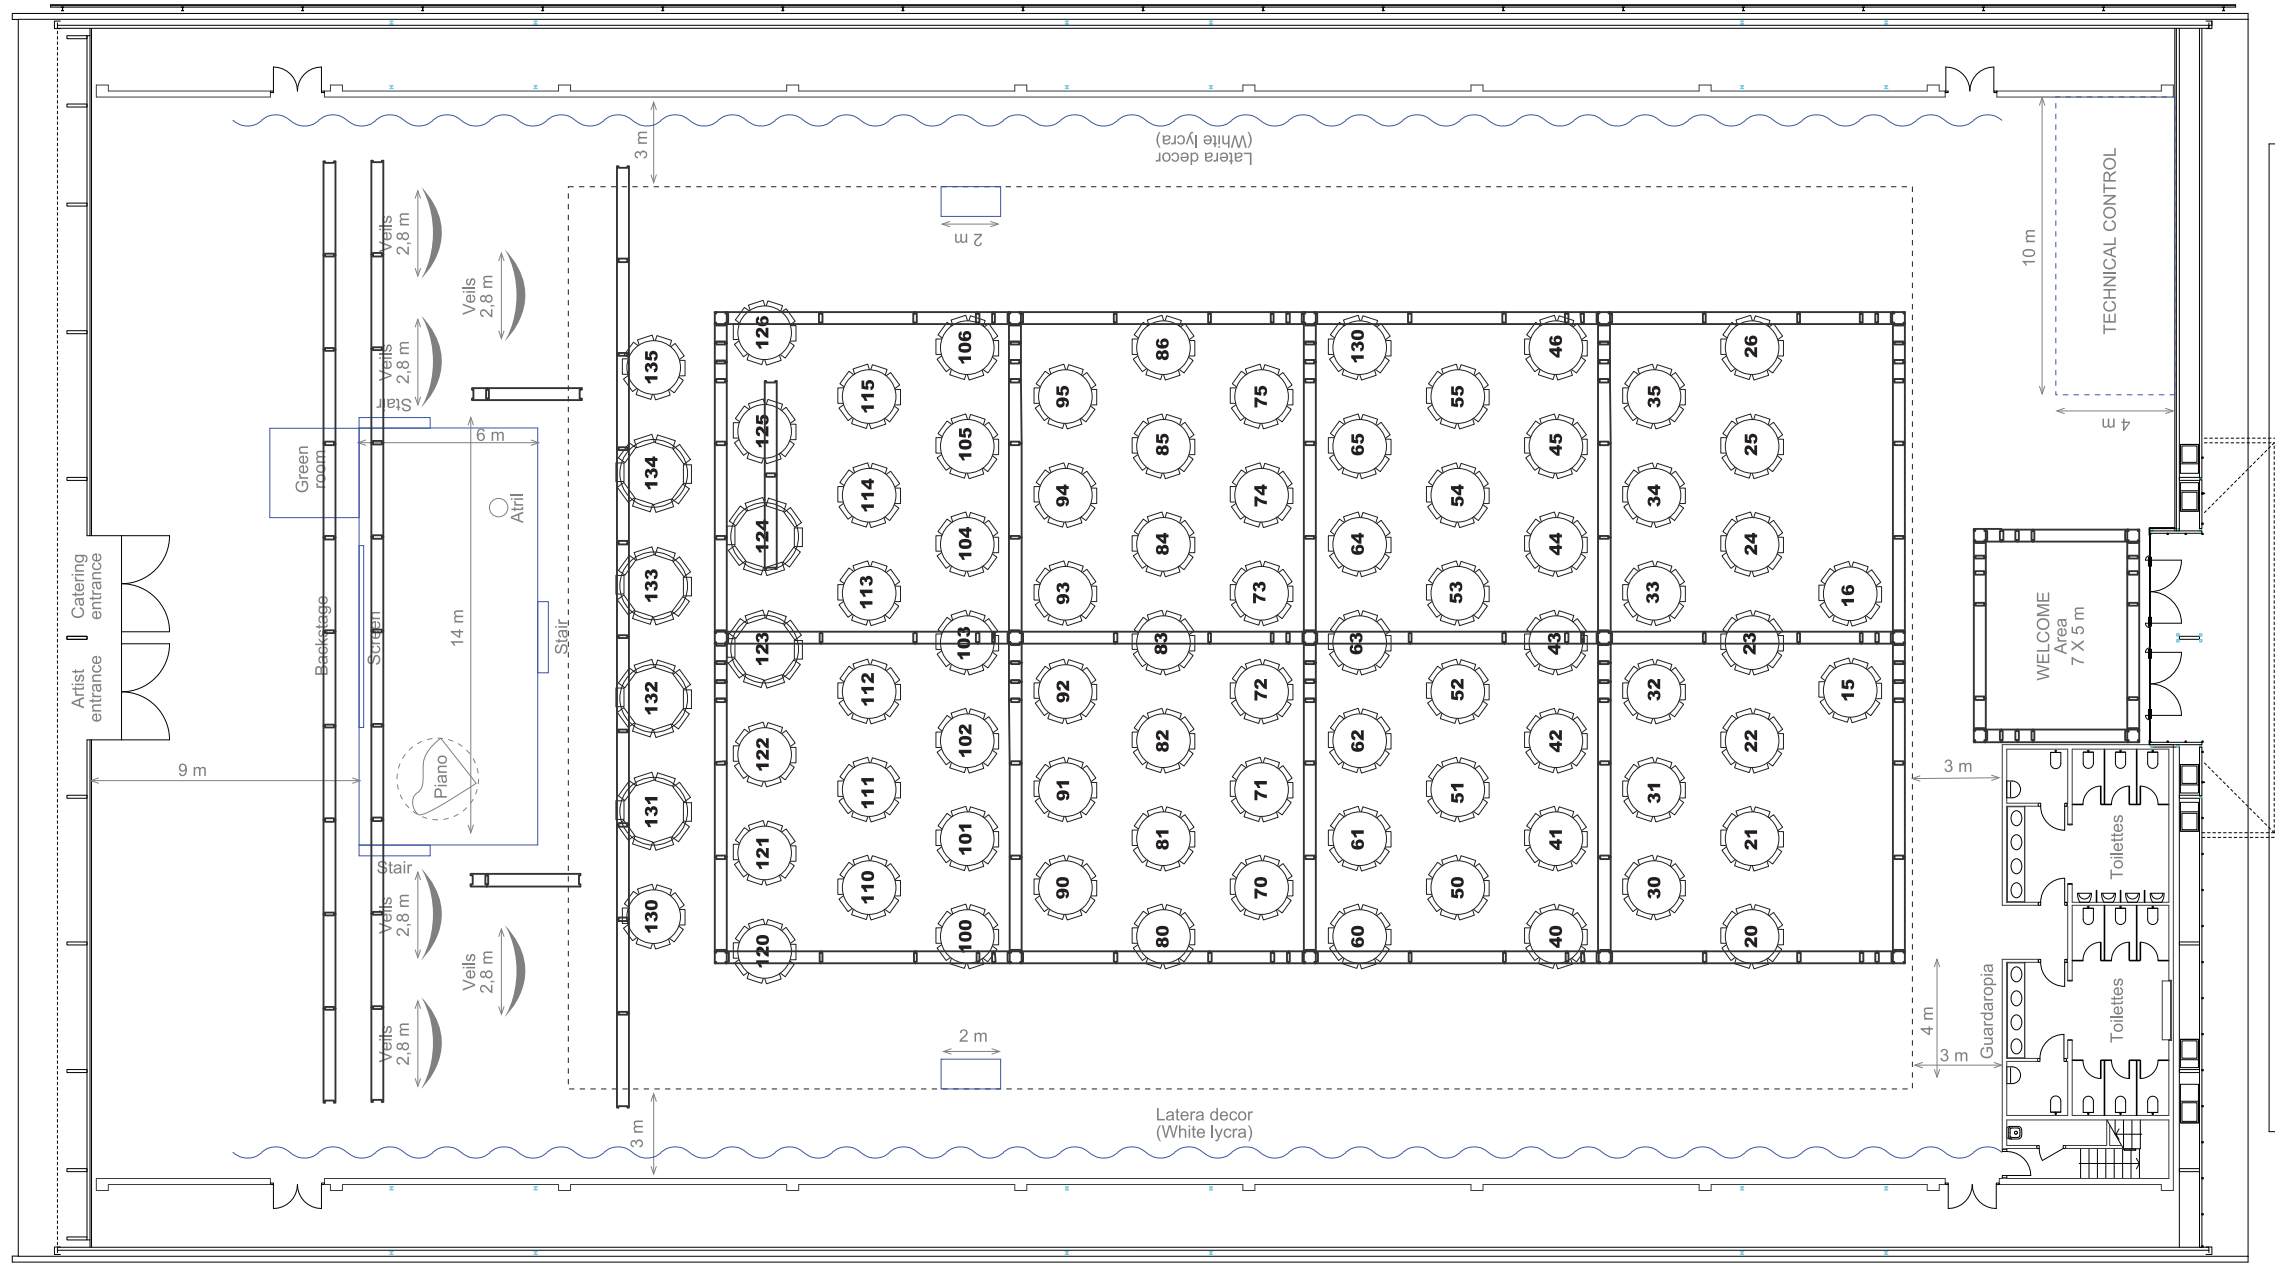 Latera decor
(White lycra)
3 m
2 m
10 m
TECHNICAL CONTROL
4 m
Veils
2,8 m
Veils
2,8 m
Veils
2,8 m
Stair
6 m
Green
room
Atril
Catering
entrance
Artist
entrance
Backstage
Screen
14 m
Stair
9 m
Piano
Stair
Veils
2,8 m
Veils
2,8 m
Veils
2,8 m
135
134
133
132
131
130
126
125
124
123
122
121
120
115
114
113
112
111
110
106
105
104
103
102
101
100
95
94
93
92
91
90
86
85
84
83
82
81
80
75
74
73
72
71
70
130
65
64
63
62
61
60
55
54
53
52
51
50
46
45
44
43
42
41
40
35
34
33
32
31
30
26
25
24
23
22
21
20
16
15
WELCOME
Area
7 X 5 m
3 m
Toilettes
Toilettes
Guardaropia
4 m
3 m
2 m
3 m
Latera decor
(White lycra)